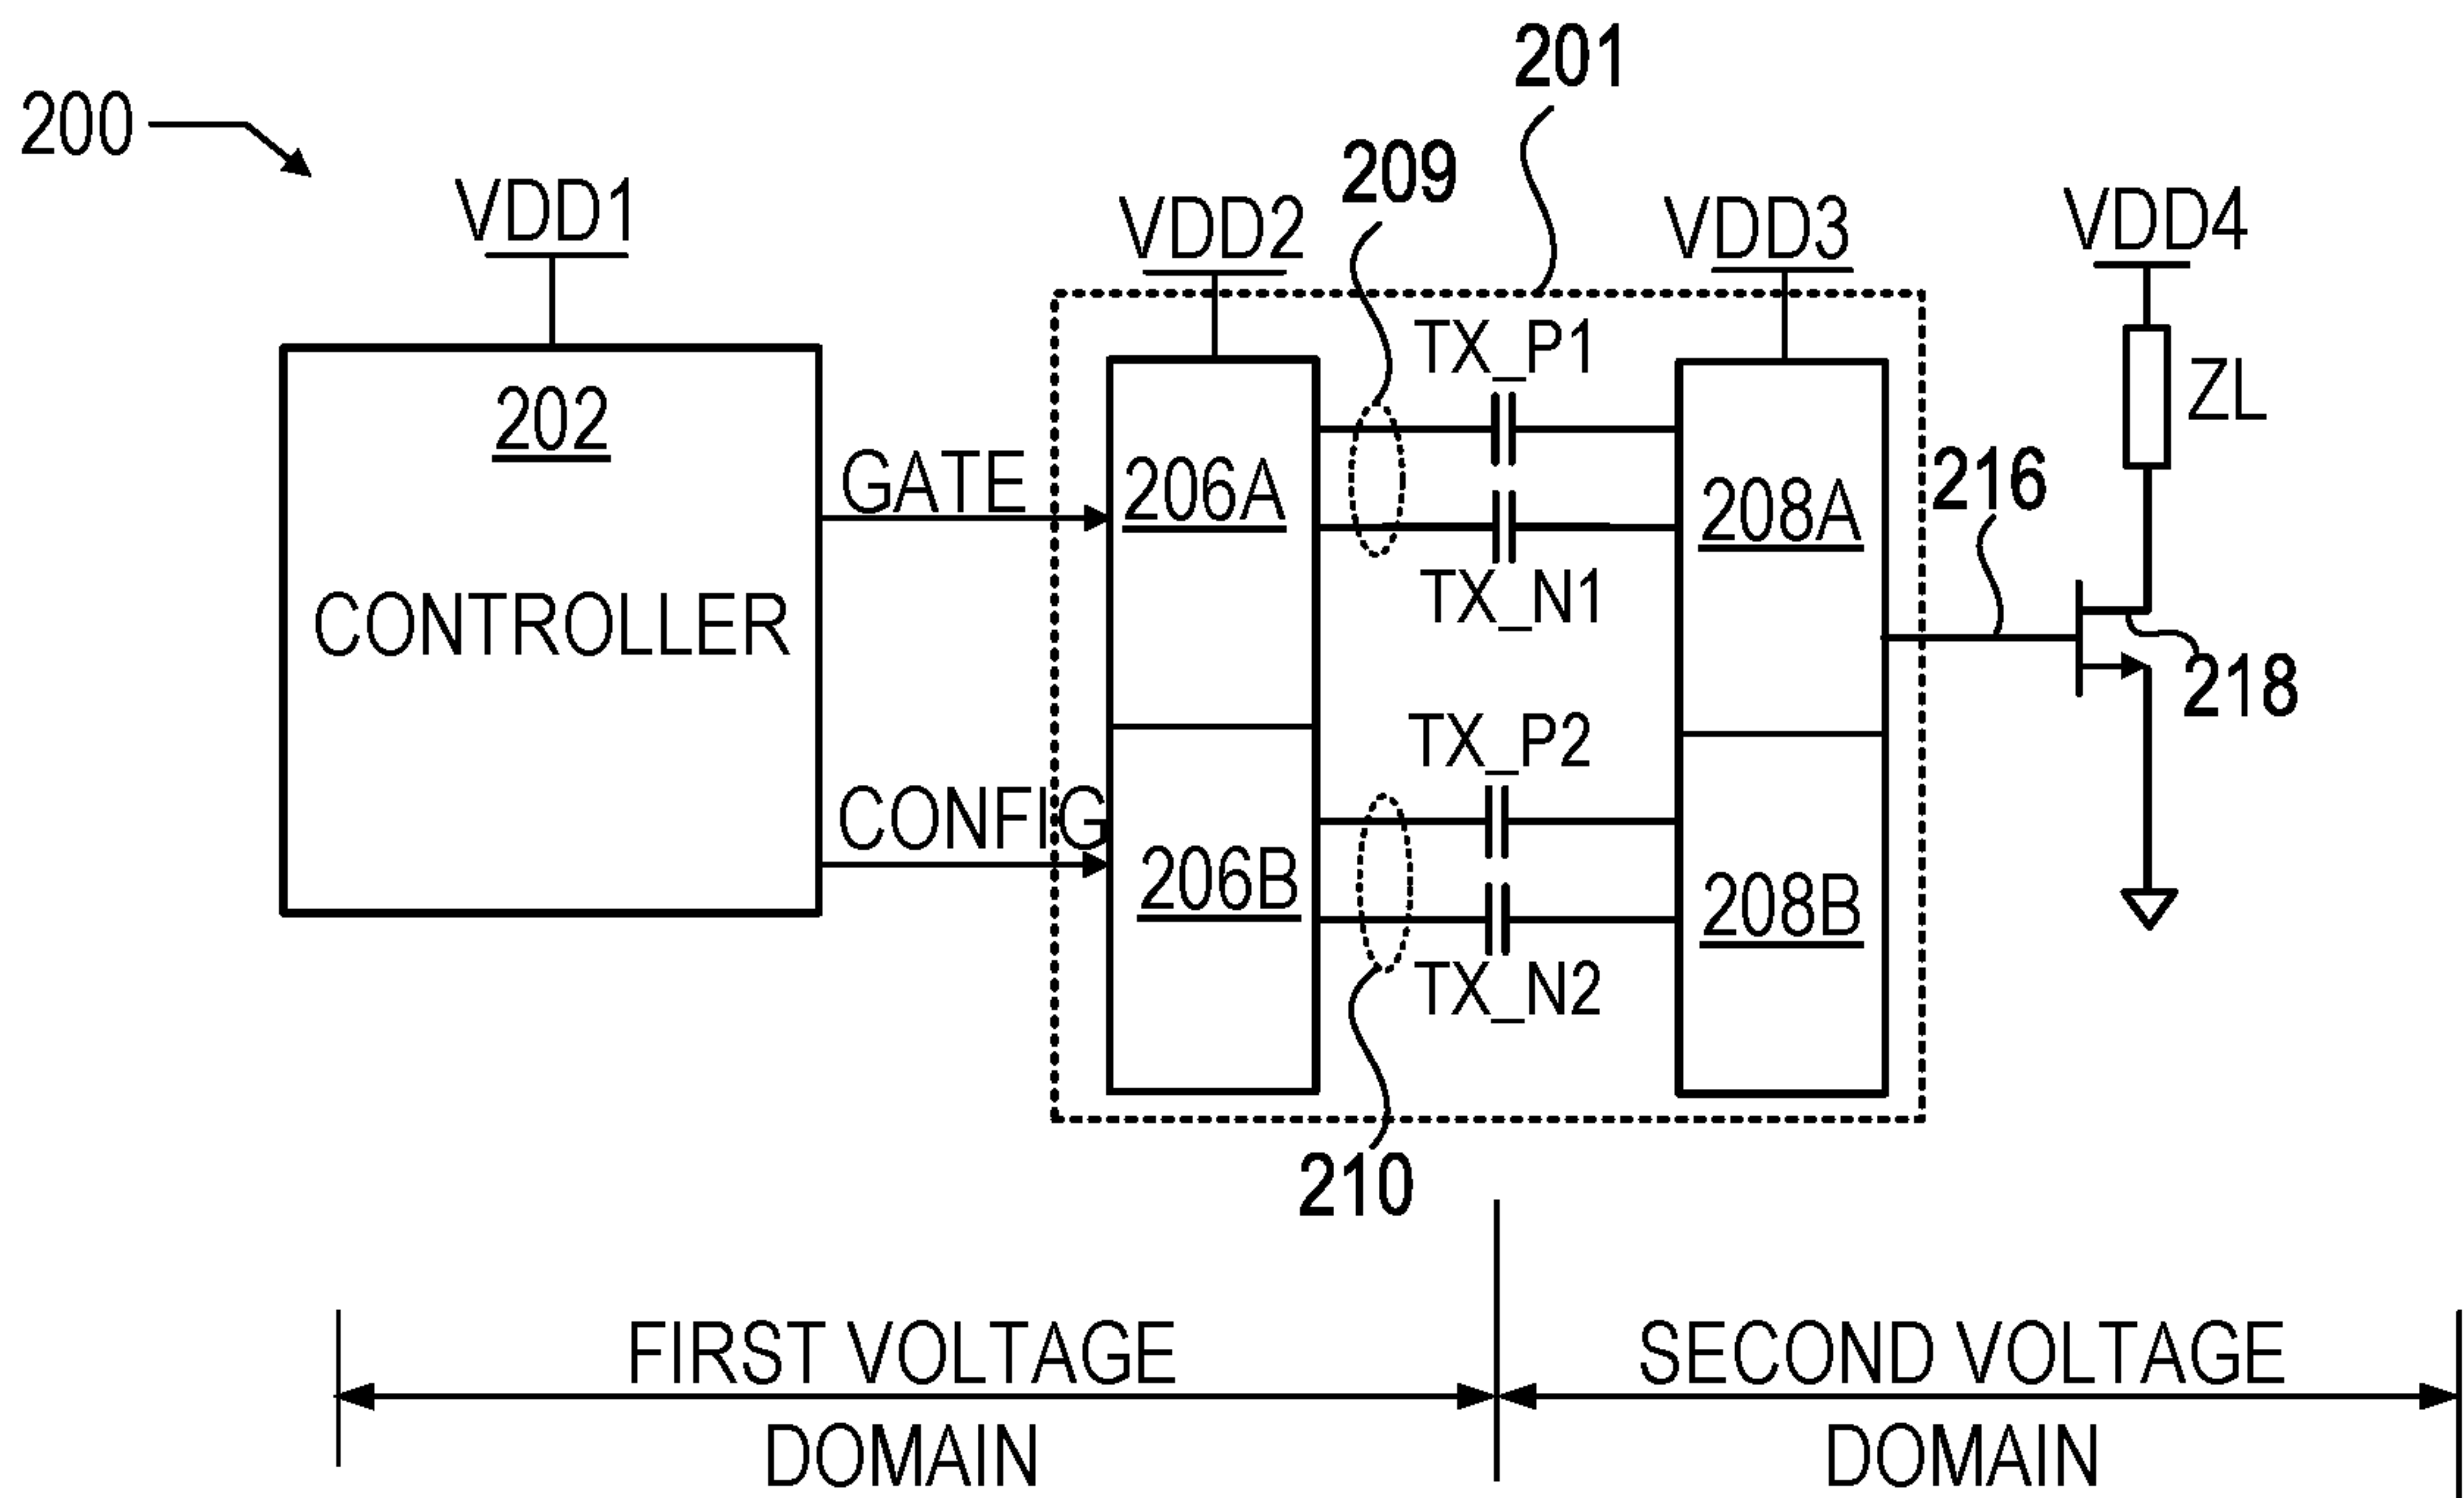 201
200
209
VDD1
VDD2
VDD3
VDD4
TX_P1
ZL
202
GATE
206A
208A
216
CONTROLLER
TX_N1
218
TX_P2
CONFIG
206B
208B
TX_N2
210
FIRST VOLTAGE
DOMAIN
SECOND VOLTAGE
DOMAIN